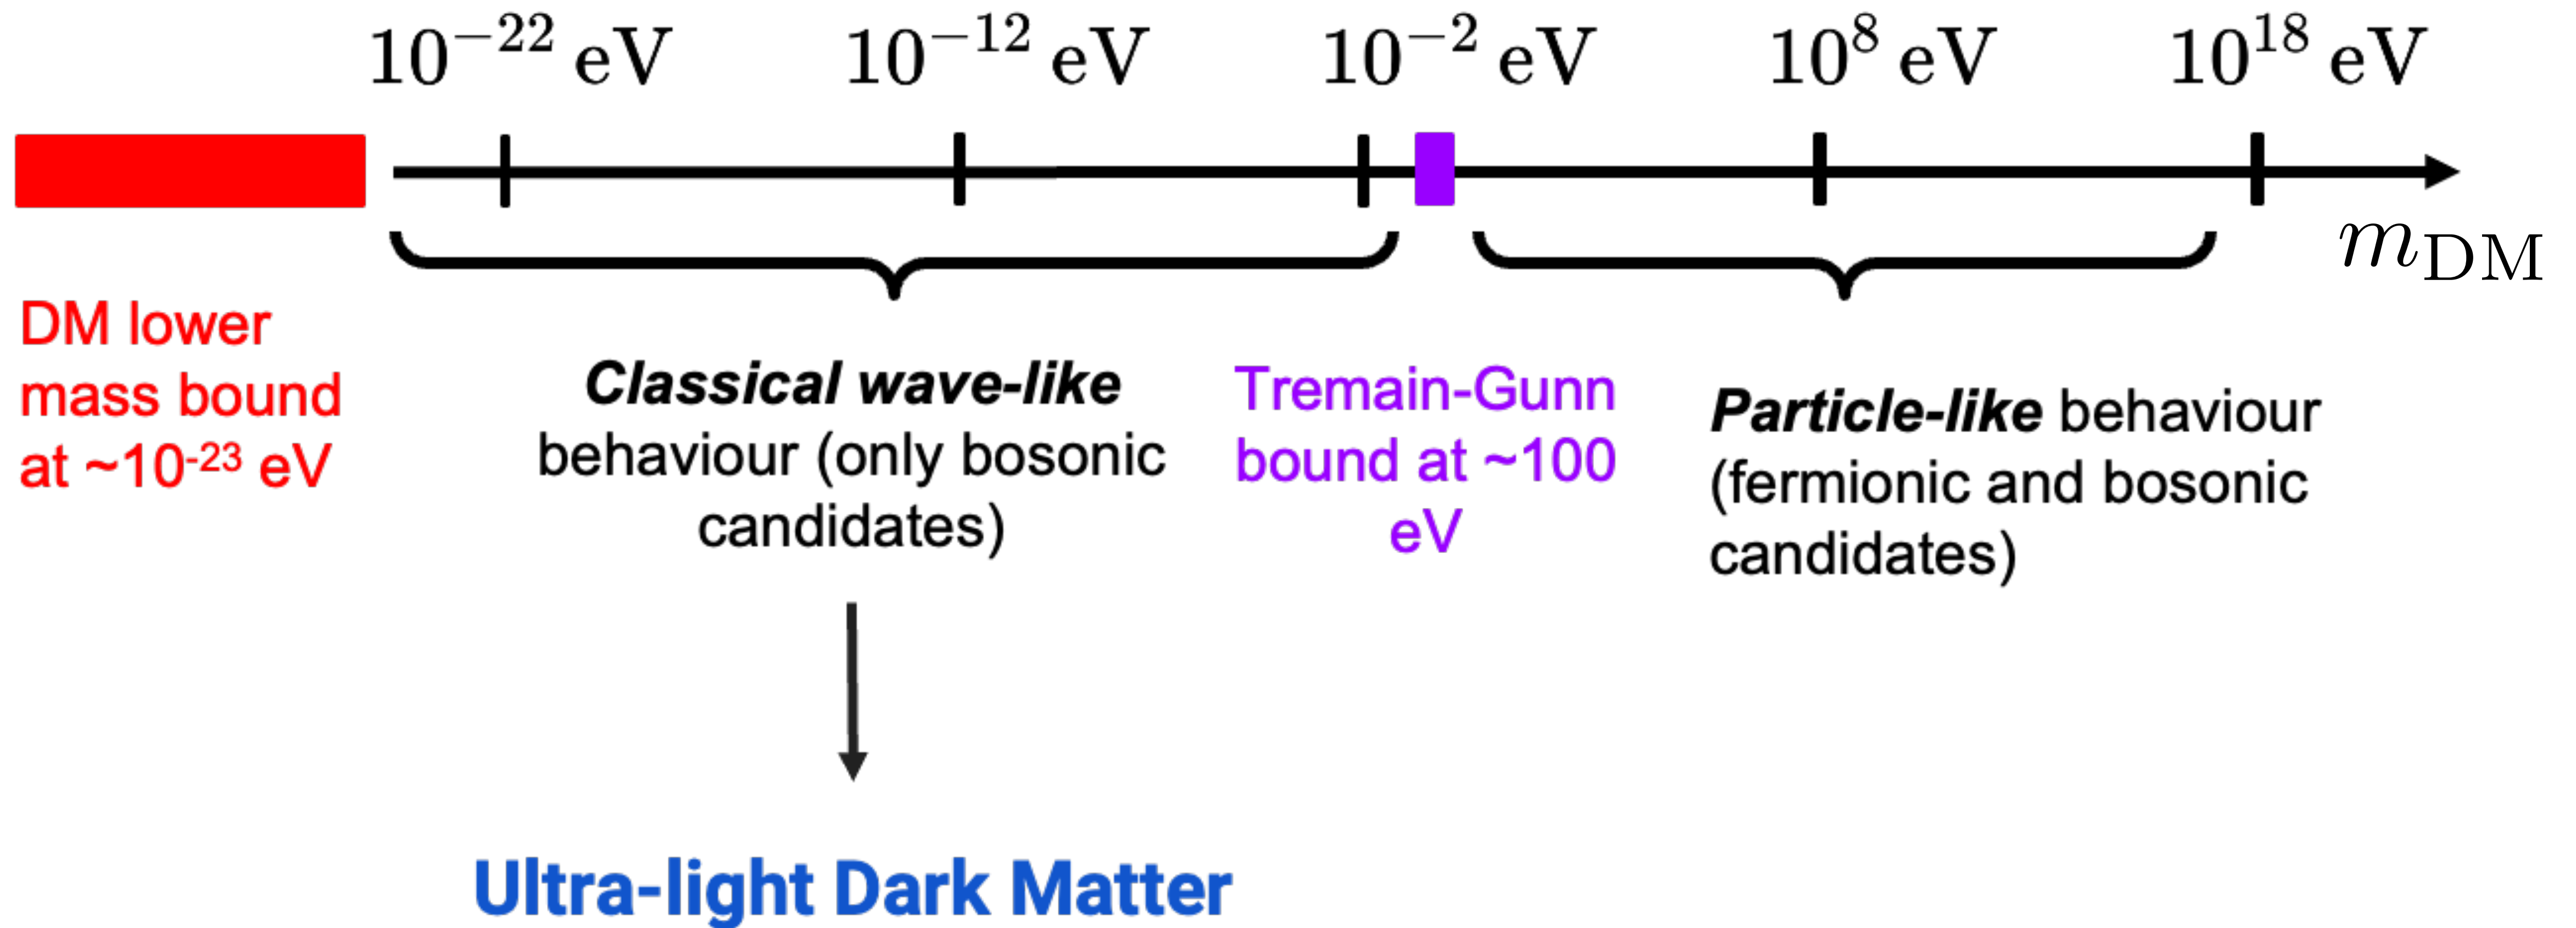 10⁻²² eV
10⁻¹² eV
10⁻² eV
10⁸ eV
10¹⁸ eV
m_DM
DM lower
mass bound
at ~10⁻²³ eV
Classical wave-like
behaviour (only bosonic
candidates)
Tremain-Gunn
bound at ~100
eV
Particle-like behaviour
(fermionic and bosonic
candidates)
Ultra-light Dark Matter